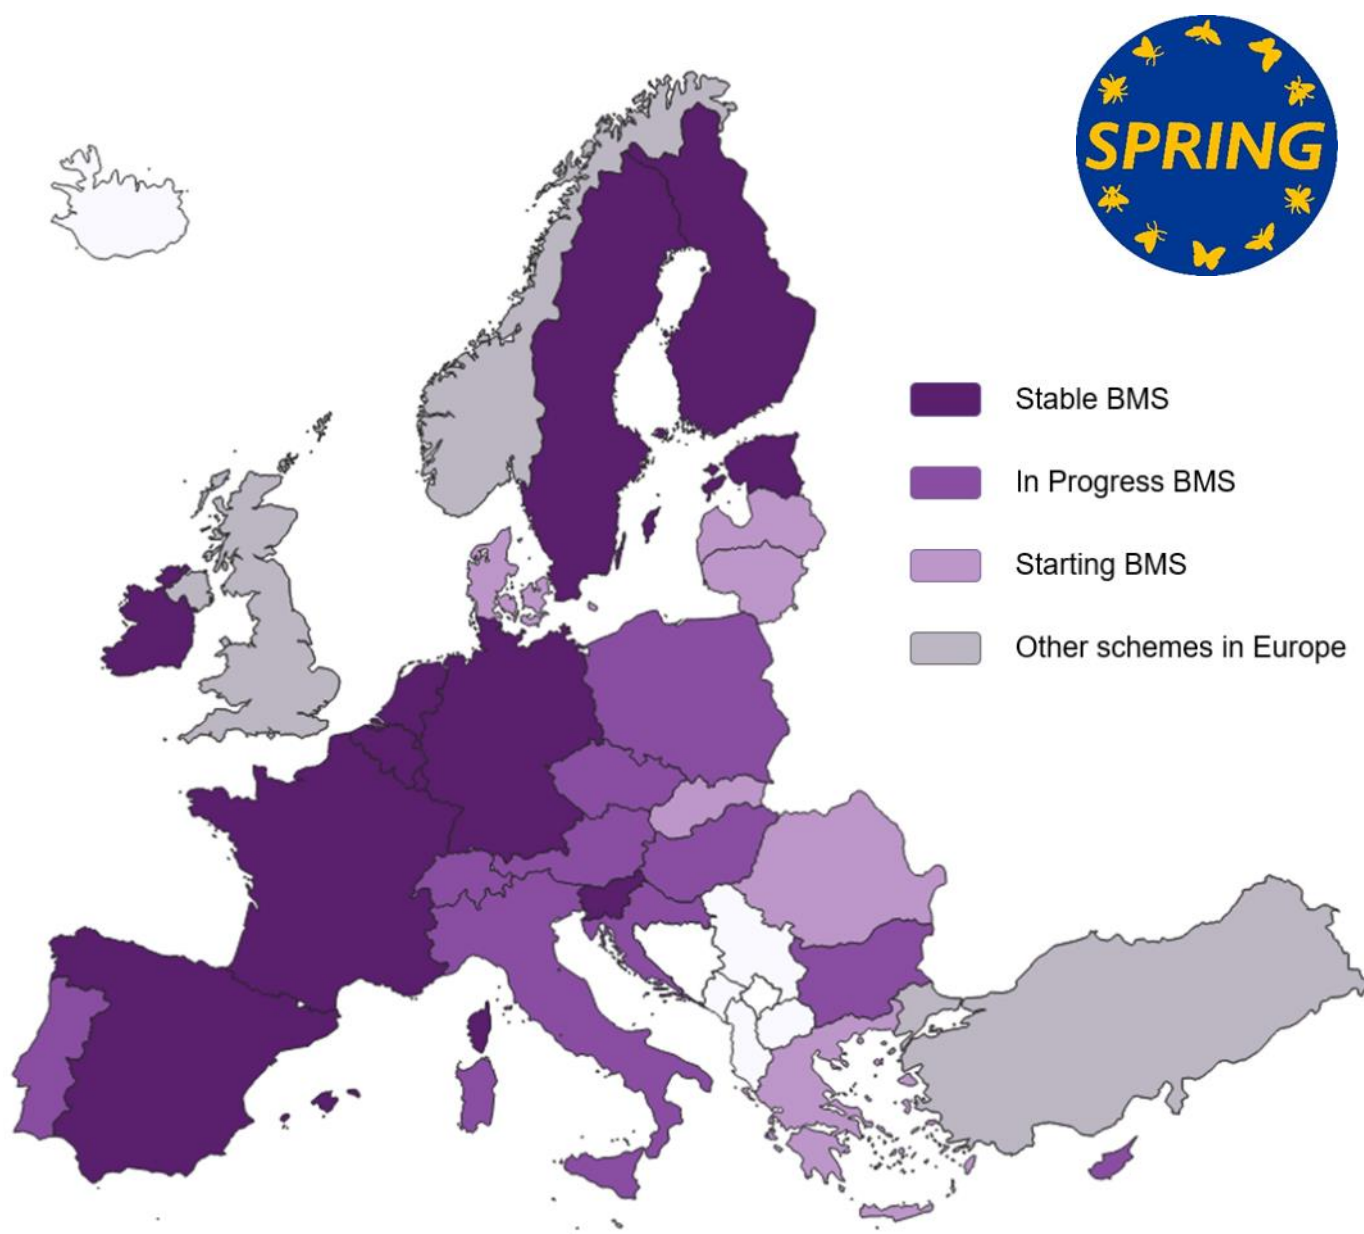 SPRING
Stable BMS
In Progress BMS
Starting BMS
Other schemes in Europe